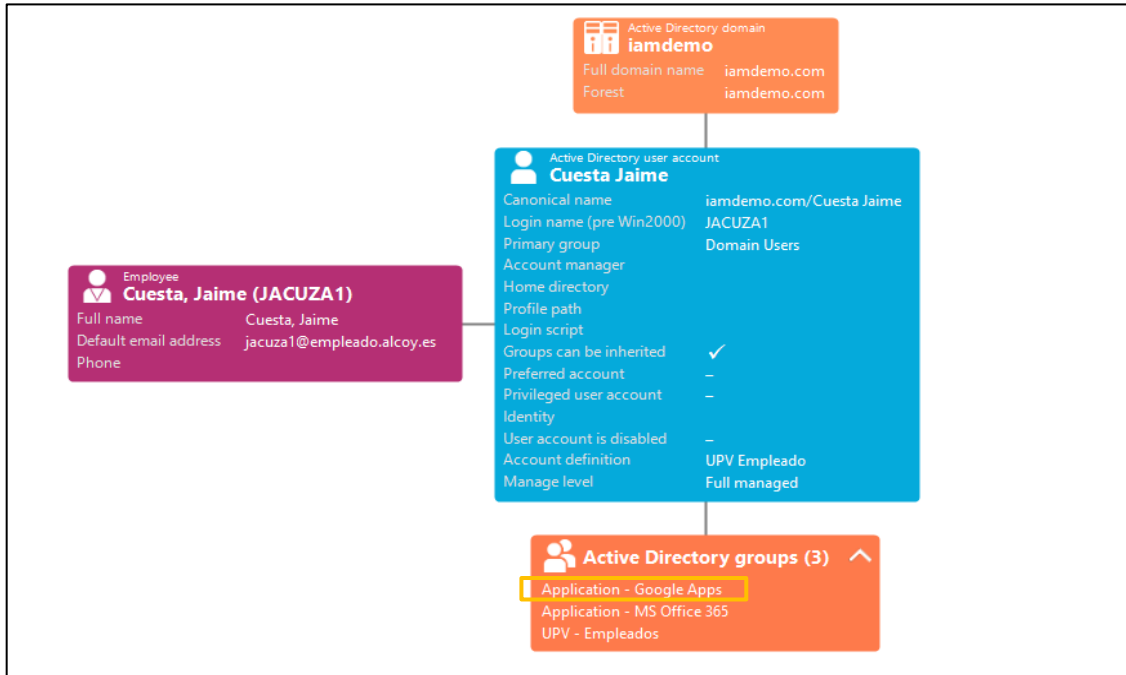 Active Directory domain
iamdemo
Full domain name iamdemo.com
Forest iamdemo.com
Active Directory user account
Cuesta Jaime
Canonical name iamdemo.com/Cuesta Jaime
Login name (pre Win2000) JACUZA1
Primary group Domain Users
Account manager
Home directory
Profile path
Login script
Groups can be inherited ✓
Preferred account –
Privileged user account –
Identity
User account is disabled –
Account definition UPV Empleado
Manage level Full managed
Employee
Cuesta, Jaime (JACUZA1)
Full name Cuesta, Jaime
Default email address jacuza1@empleado.alcoy.es
Phone
Active Directory groups (3)
Application - Google Apps
Application - MS Office 365
UPV - Empleados